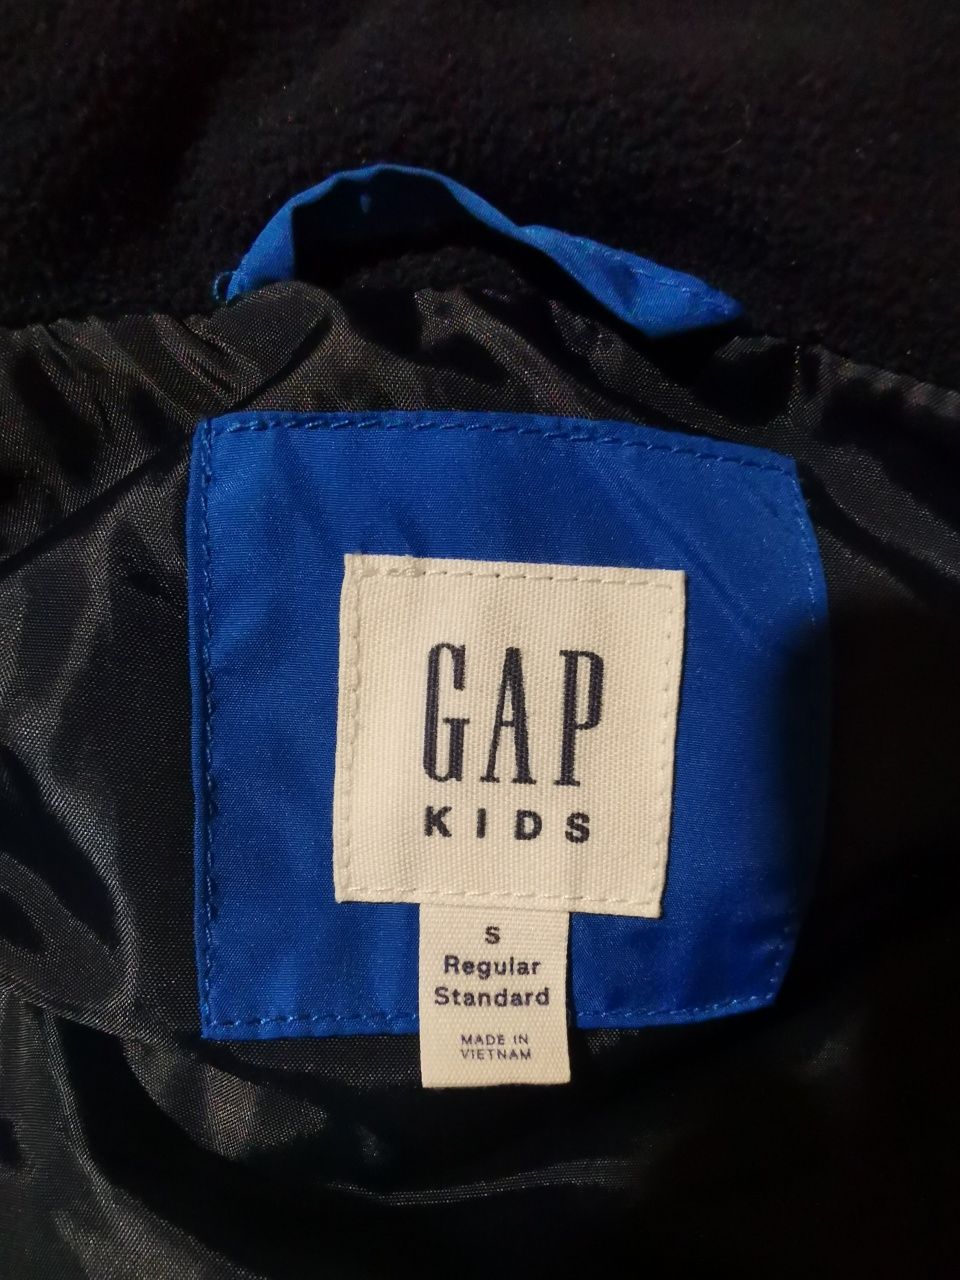 GAP
KIDS
S
Regular
Standard
MADE IN
VIETNAM